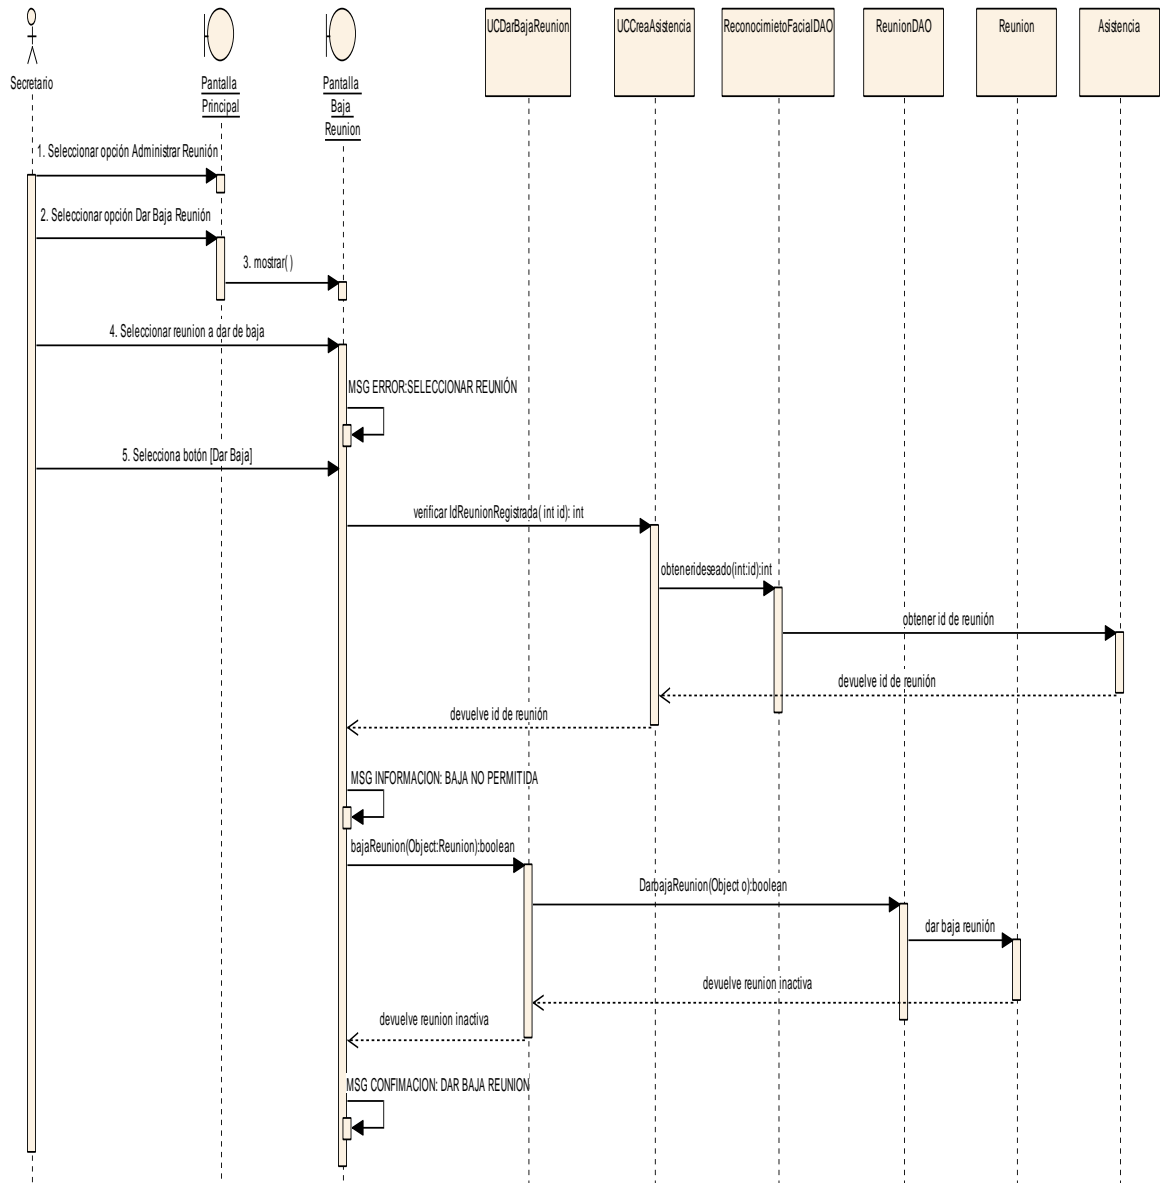 Secretario
Pantalla
Principal
Pantalla
Baja
Reunion
UCDarBajaReunion
UCCreaAsistencia
ReconocimietoFacialDAO
ReunionDAO
Reunion
Asistencia
1. Seleccionar opción Administrar Reunión
2. Seleccionar opción Dar Baja Reunión
3. mostrar( )
4. Seleccionar reunion a dar de baja
MSG ERROR:SELECCIONAR REUNIÓN
5. Selecciona botón [Dar Baja]
verificar IdReunionRegistrada( int id): int
obtenerideseado(int:id):int
obtener id de reunión
devuelve id de reunión
devuelve id de reunión
MSG INFORMACION: BAJA NO PERMITIDA
bajaReunion(Object:Reunion):boolean
DarbajaReunion(Object o):boolean
dar baja reunión
devuelve reunion inactiva
devuelve reunion inactiva
MSG CONFIMACION: DAR BAJA REUNION